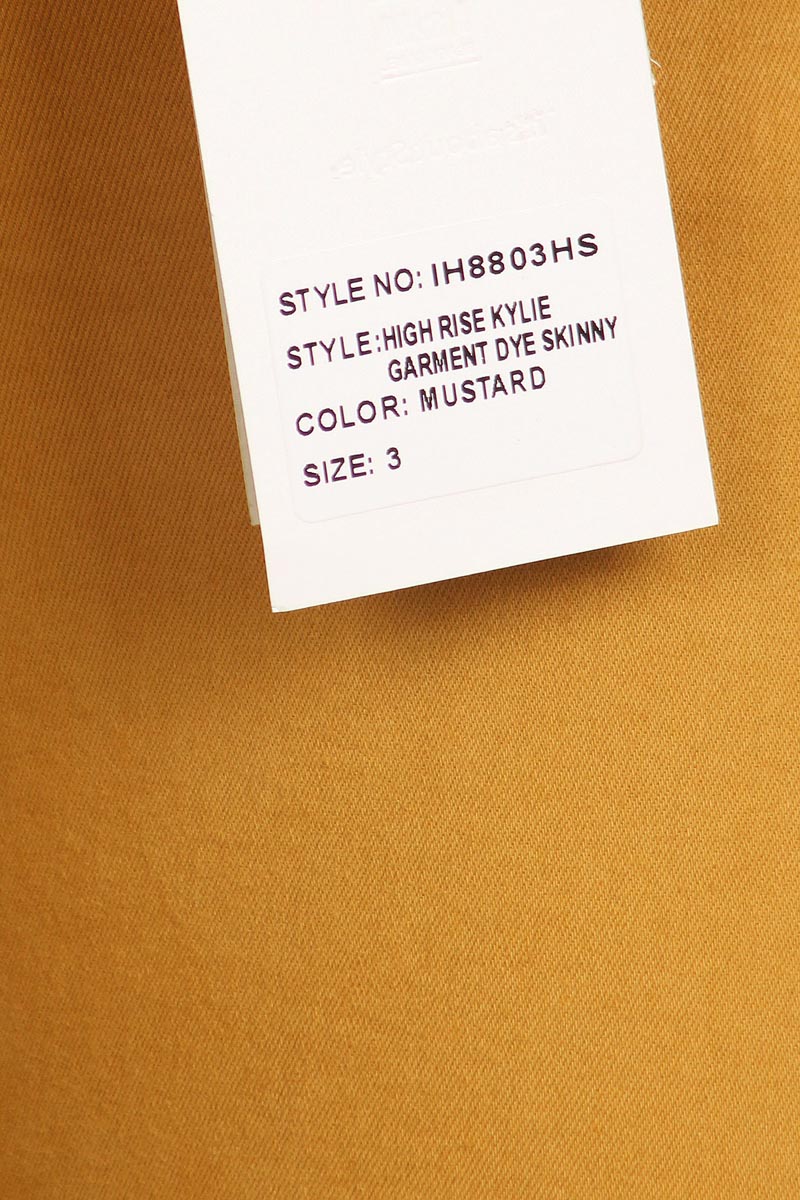 STYLE NO: IH8803HS
STYLE:HIGH RISE KYLIE
GARMENT DYE SKINNY
COLOR: MUSTARD
SIZE: 3